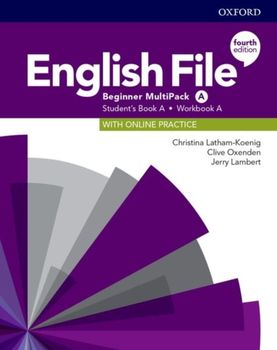 OXFORD
fourth
edition
English File
Beginner MultiPack A
Student's Book A • Workbook A
WITH ONLINE PRACTICE
Christina Latham-Koenig
Clive Oxenden
Jerry Lambert